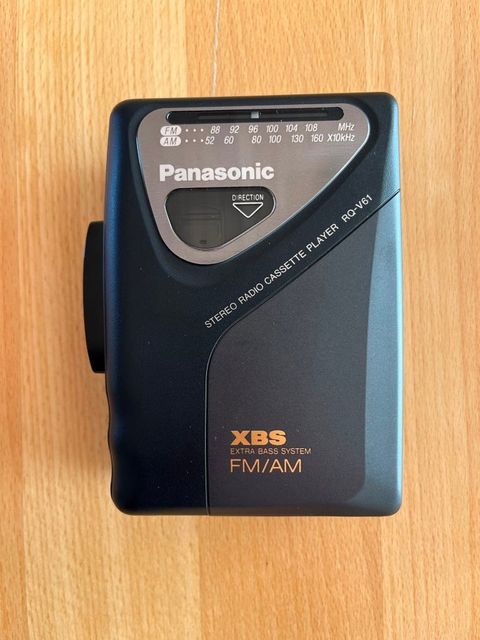 FM ••• 88 92 96 100 104 108 MHz
AM •••52 60 80 100 130 160 X10kHz
Panasonic
DIRECTION
STEREO RADIO CASSETTE PLAYER RQ-V61
XBS
EXTRA BASS SYSTEM
FM/AM